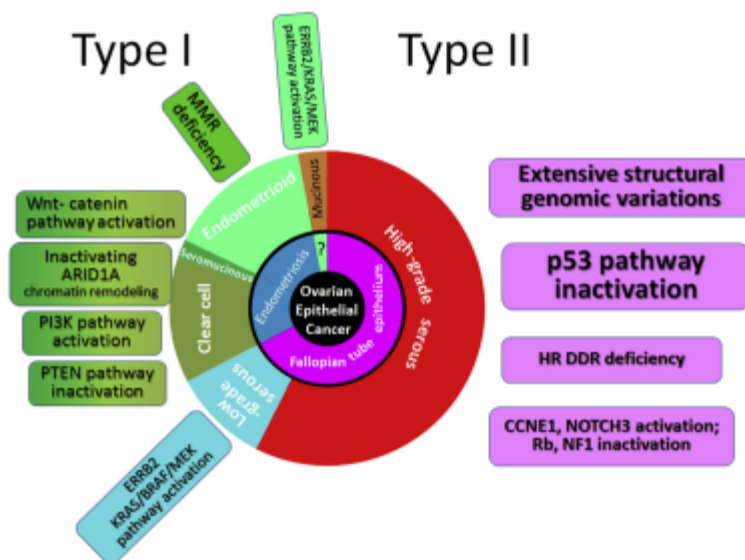 Type I
Type II
ERRB2/KRAS/MEK
pathway activation
MMR
deficiency
Wnt- catenin
pathway activation
Inactivating
ARID1A
chromatin remodeling
PI3K pathway
activation
PTEN pathway
inactivation
ERRB2
KRAS/BRAF/MEK
pathway activation
Mucinous
Endometrioid
Seromucinous
Clear cell
Low
-grade
serous
High-grade serous
?
Endometriosis
Fallopian tube epithelium
Ovarian
Epithelial
Cancer
Extensive structural
genomic variations
p53 pathway
inactivation
HR DDR deficiency
CCNE1, NOTCH3 activation;
Rb, NF1 inactivation